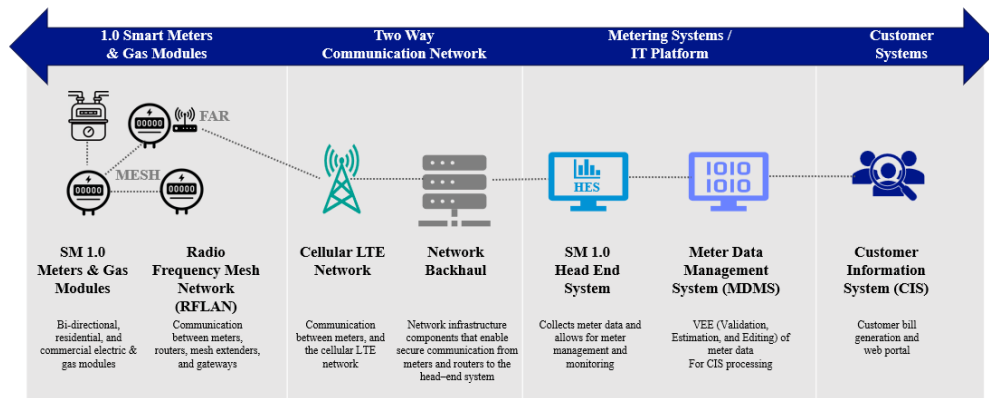 1.0 Smart Meters
& Gas Modules
Two Way
Communication Network
Metering Systems /
IT Platform
Customer
Systems
FAR
MESH
00000
00000
00000
HES
1010
1010
SM 1.0
Meters & Gas
Modules
Radio
Frequency Mesh
Network
(RFLAN)
Cellular LTE
Network
Network
Backhaul
SM 1.0
Head End
System
Meter Data
Management
System (MDMS)
Customer
Information
System (CIS)
Bi-directional,
residential, and
commercial electric &
gas modules
Communication
between meters,
routers, mesh extenders,
and gateways
Communication
between meters, and
the cellular LTE
network
Network infrastructure
components that enable
secure communication from
meters and routers to the
head–end system
Collects meter data and
allows for meter
management and
monitoring
VEE (Validation,
Estimation, and Editing) of
meter data
For CIS processing
Customer bill
generation and
web portal